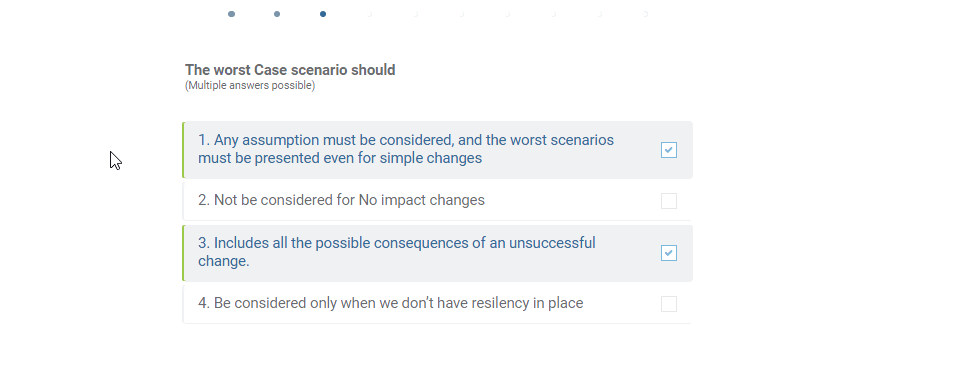 The worst Case scenario should
(Multiple answers possible)
1. Any assumption must be considered, and the worst scenarios
must be presented even for simple changes
2. Not be considered for No impact changes
3. Includes all the possible consequences of an unsuccessful
change.
4. Be considered only when we don't have resilency in place